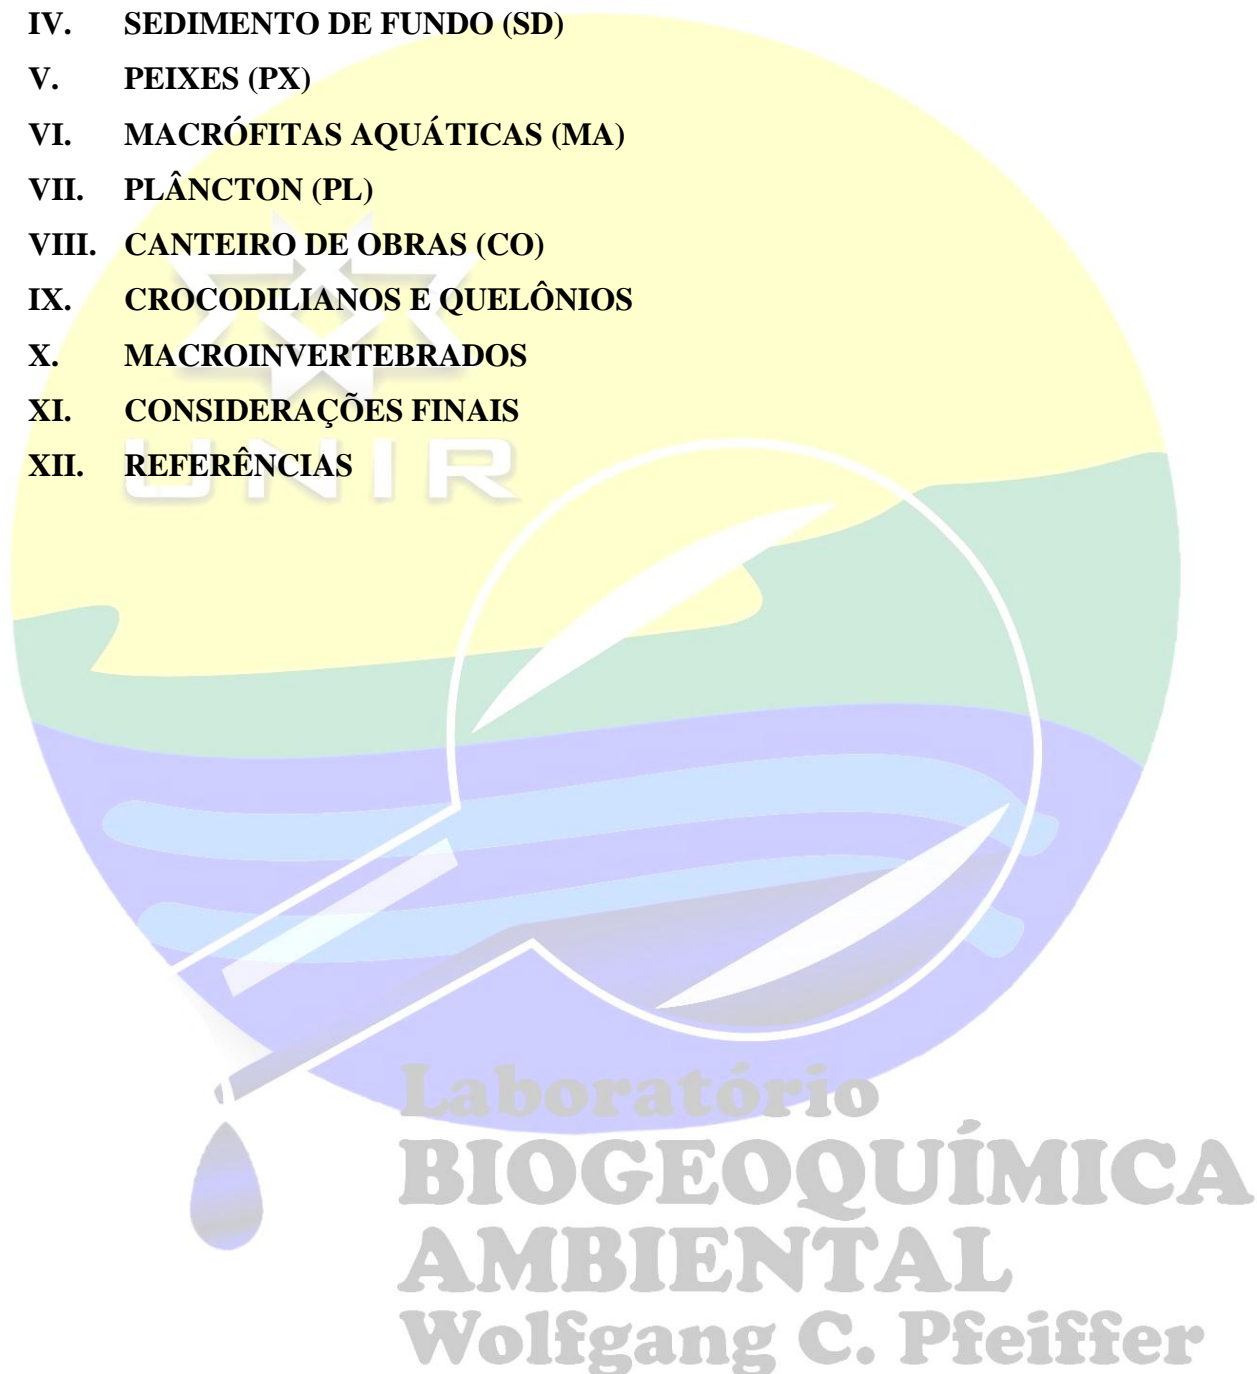 IV. SEDIMENTO DE FUNDO (SD)
V. PEIXES (PX)
VI. MACRÓFITAS AQUÁTICAS (MA)
VII. PLÂNCTON (PL)
VIII. CANTEIRO DE OBRAS (CO)
IX. CROCODILIANOS E QUELÔNIOS
X. MACROINVERTEBRADOS
XI. CONSIDERAÇÕES FINAIS
XII. REFERÊNCIAS
UNIR
Laboratório
BIOGEOQUÍMICA
AMBIENTAL
Wolfgang C. Pfeiffer